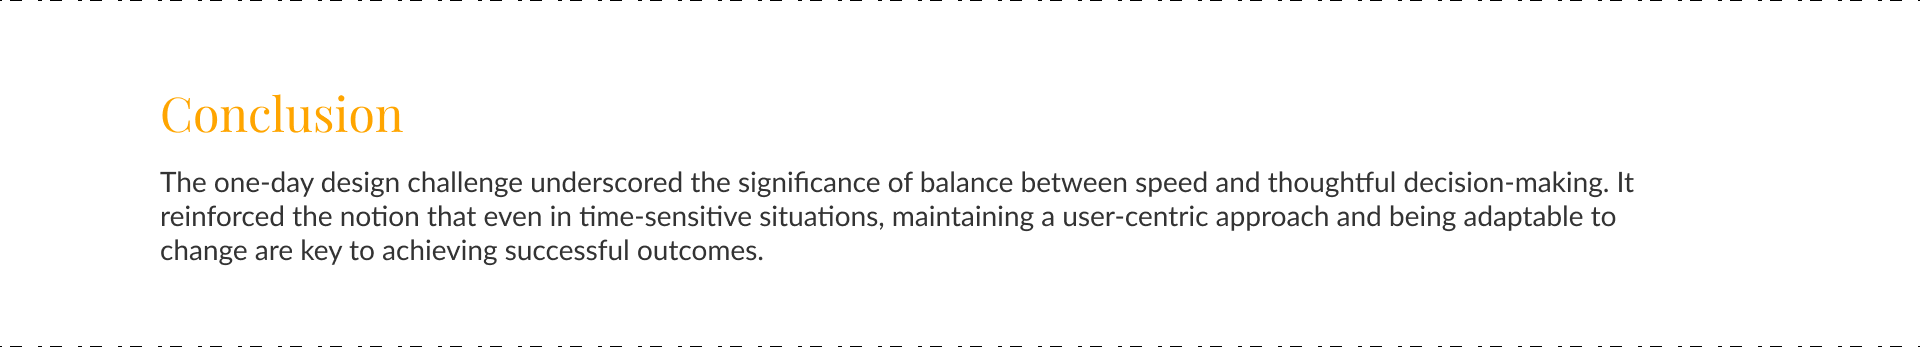 Conclusion
The one-day design challenge underscored the significance of balance between speed and thoughtful decision-making. It
reinforced the notion that even in time-sensitive situations, maintaining a user-centric approach and being adaptable to
change are key to achieving successful outcomes.